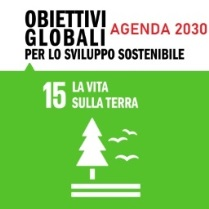 OBIETTIVI
GLOBALI AGENDA 2030
PER LO SVILUPPO SOSTENIBILE
15 LA VITA
SULLA TERRA